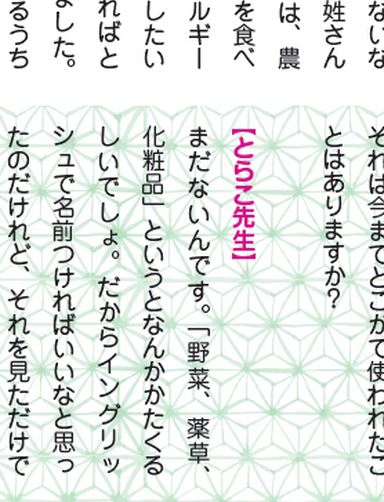 ないな
姓さん
は、農
を食べ
ルギー
したい
ればと
ました。
るうち
それは今までどこかで使われたこ
とはありますか？
【とらこ先生】
まだないんです。「野菜、薬草、
化粧品」というとなんかかたくる
しいでしょ。だからイングリッ
シュで名前つければいいなと思っ
たのだけれど、それを見ただけで